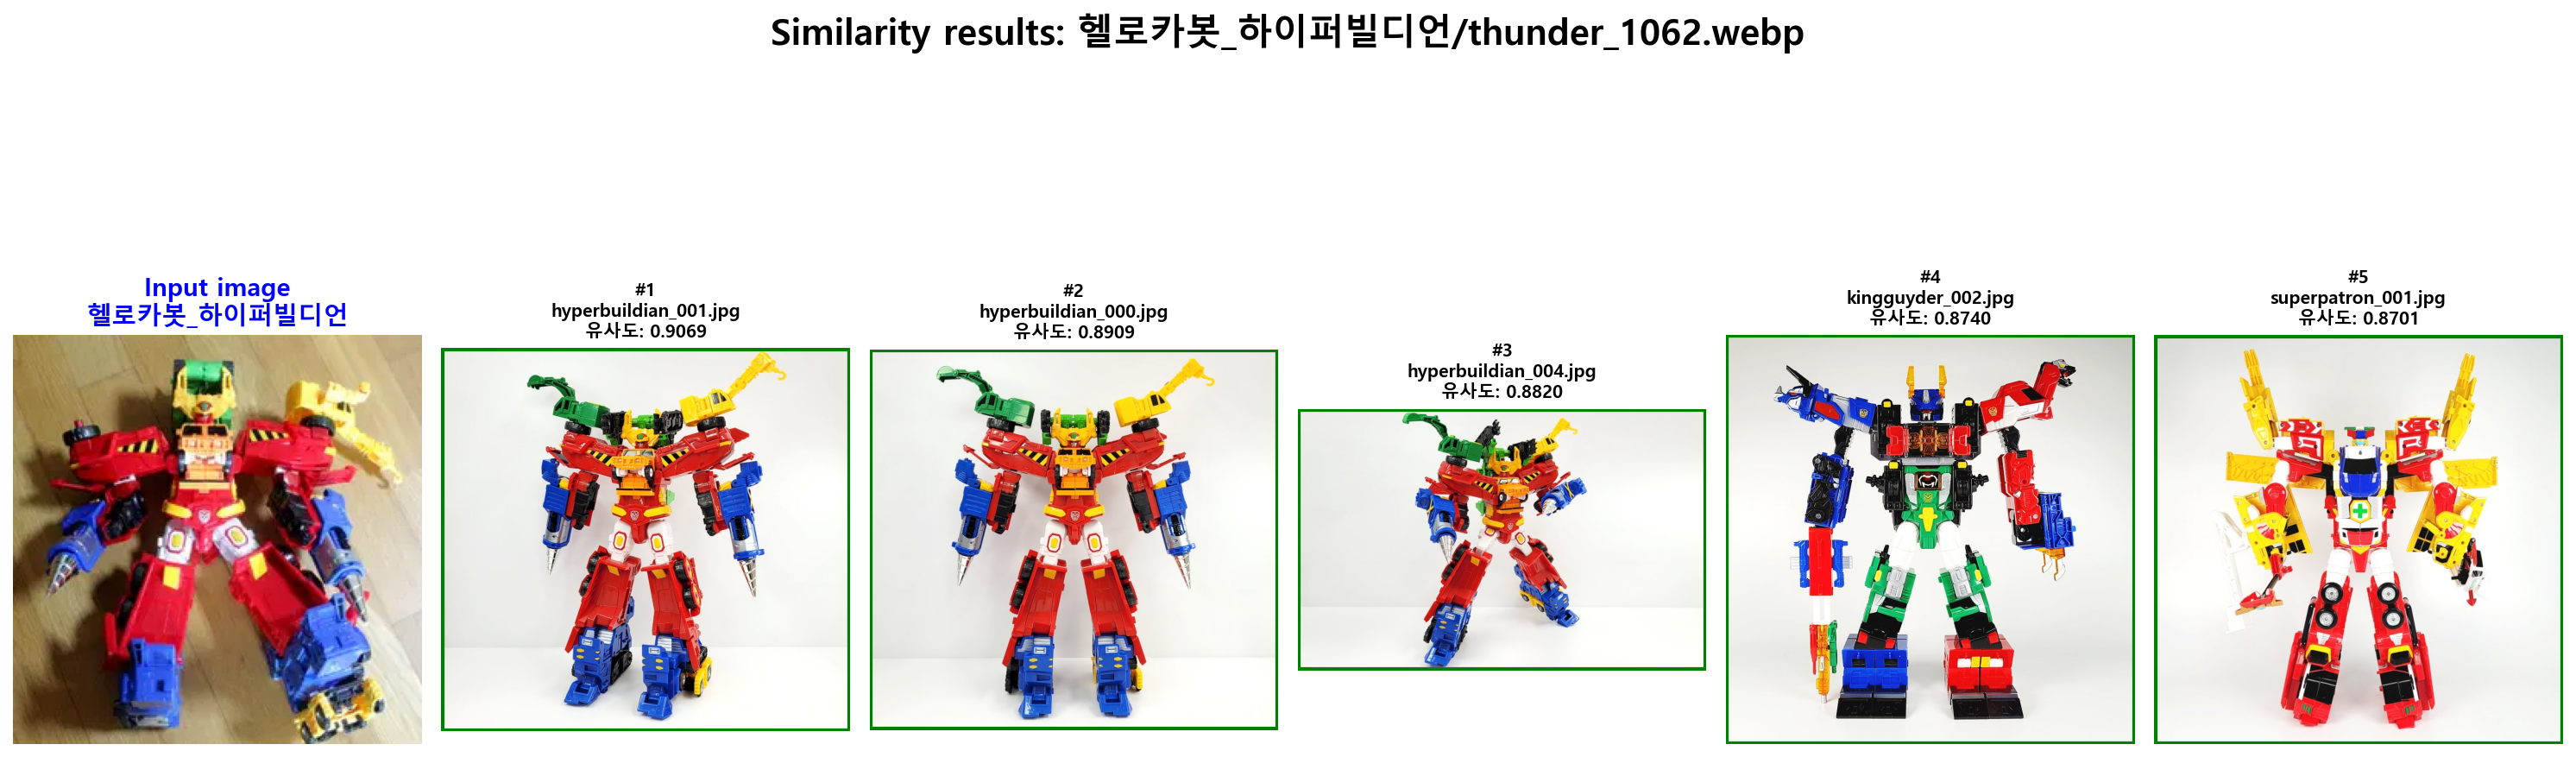 Similarity results: 헬로카봇_하이퍼빌디언/thunder_1062.webp
Input image
헬로카봇_하이퍼빌디언
#1
hyperbuildian_001.jpg
유사도: 0.9069
#2
hyperbuildian_000.jpg
유사도: 0.8909
#3
hyperbuildian_004.jpg
유사도: 0.8820
#4
kingguyder_002.jpg
유사도: 0.8740
#5
superpatron_001.jpg
유사도: 0.8701